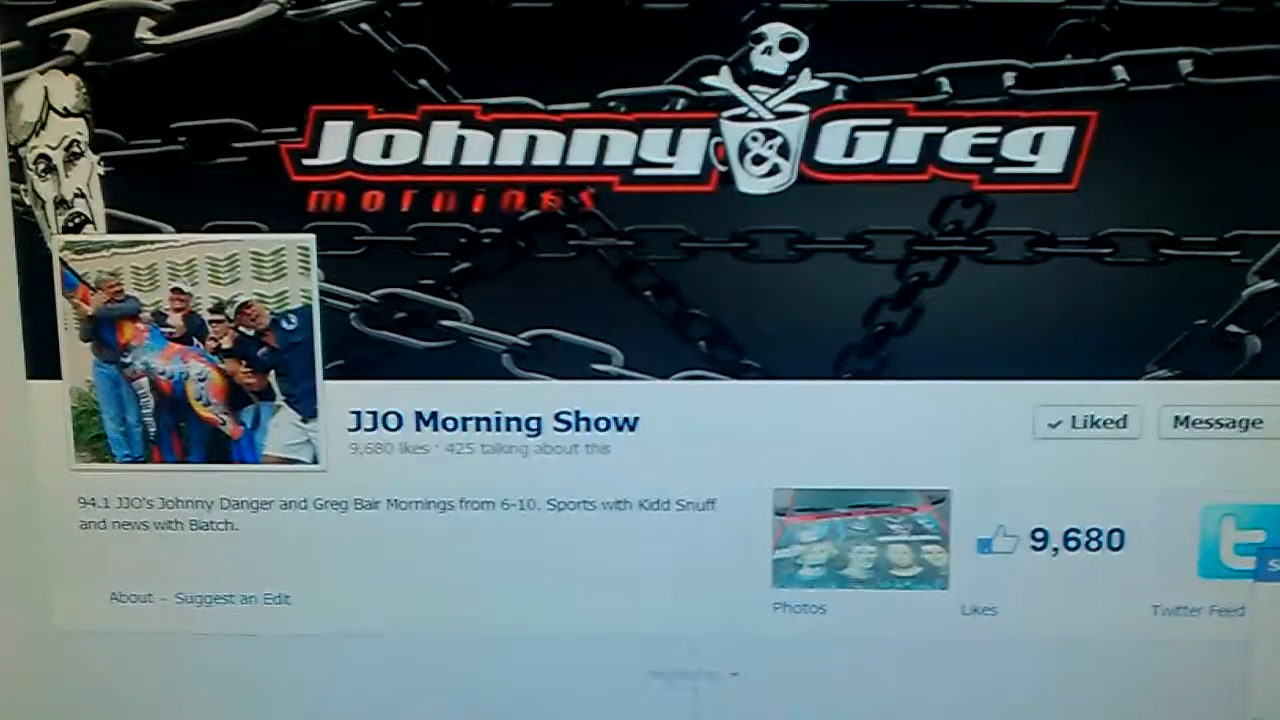 Johnny & Greg
mornings
JJO Morning Show
9,680 likes · 425 talking about this
✓ Liked
Message
94.1 JJO's Johnny Danger and Greg Bair Mornings from 6-10. Sports with Kidd Snuff
and news with Biatch.
9,680
t
About – Suggest an Edit
Photos
Likes
Twitter Feed